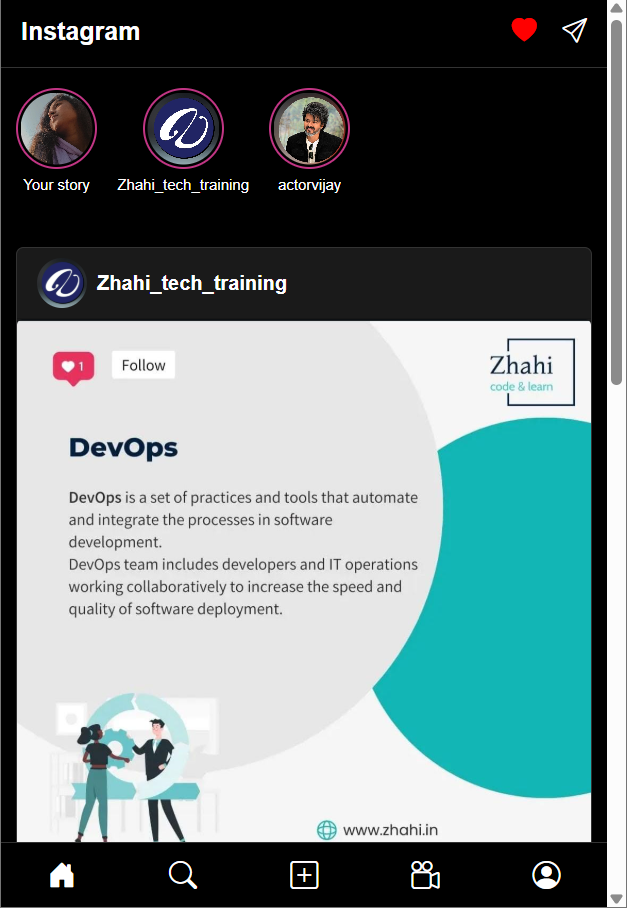 Instagram
Your story
Zhahi_tech_training
actorvijay
Zhahi_tech_training
1
Follow
Zhahi
code & learn
DevOps
DevOps is a set of practices and tools that automate
and integrate the processes in software
development.
DevOps team includes developers and IT operations
working collaboratively to increase the speed and
quality of software deployment.
www.zhahi.in